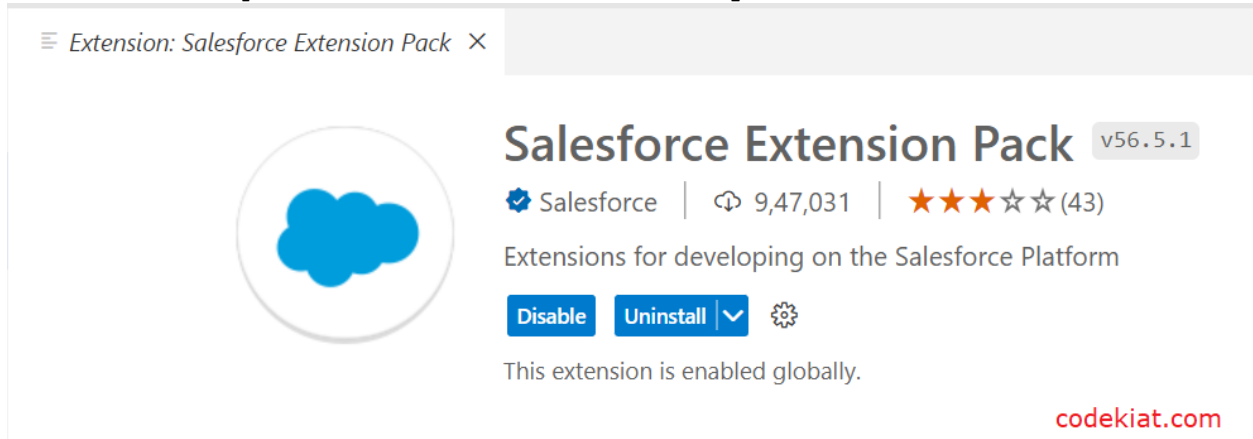 Extension: Salesforce Extension Pack
Salesforce Extension Pack v56.5.1
Salesforce 9,47,031 (43)
Extensions for developing on the Salesforce Platform
Disable Uninstall
This extension is enabled globally.
codekiat.com